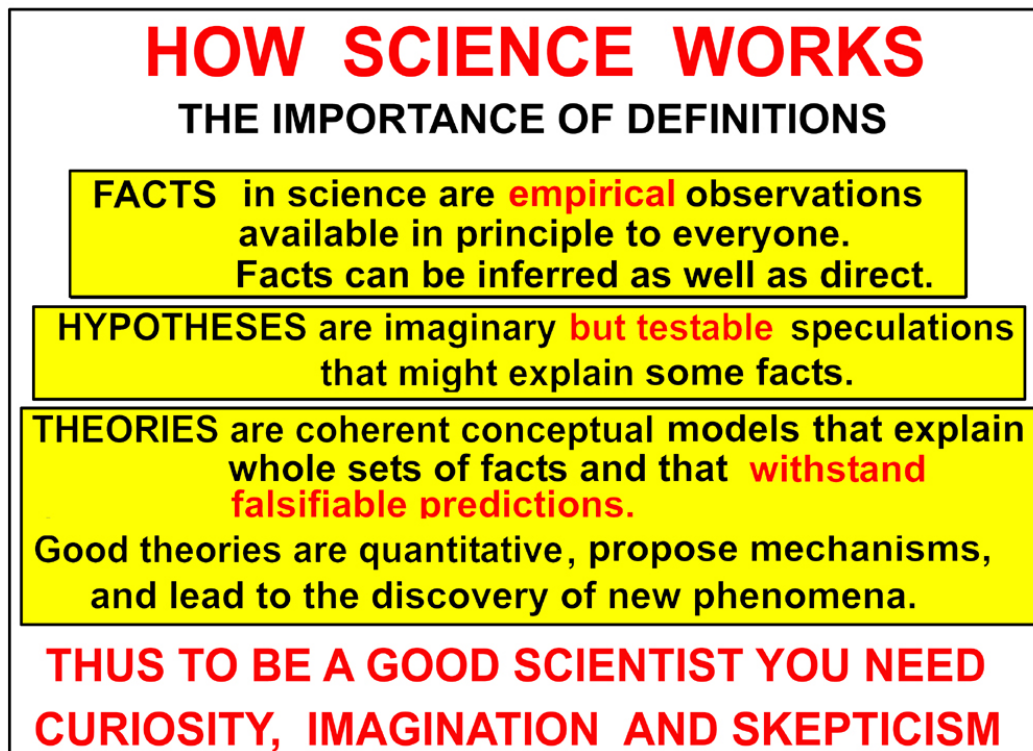 HOW SCIENCE WORKS
THE IMPORTANCE OF DEFINITIONS
FACTS in science are empirical observations
available in principle to everyone.
Facts can be inferred as well as direct.
HYPOTHESES are imaginary but testable speculations
that might explain some facts.
THEORIES are coherent conceptual models that explain
whole sets of facts and that withstand
falsifiable predictions.
Good theories are quantitative, propose mechanisms,
and lead to the discovery of new phenomena.
THUS TO BE A GOOD SCIENTIST YOU NEED
CURIOSITY, IMAGINATION AND SKEPTICISM